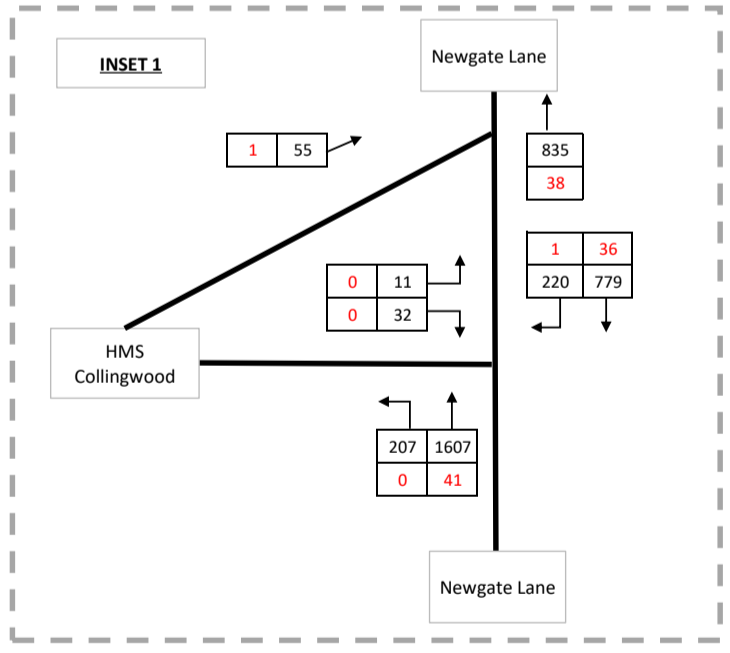 INSET 1
Newgate Lane
1 55
835
38
1 36
220 779
0 11
0 32
HMS
Collingwood
207 1607
0 41
Newgate Lane